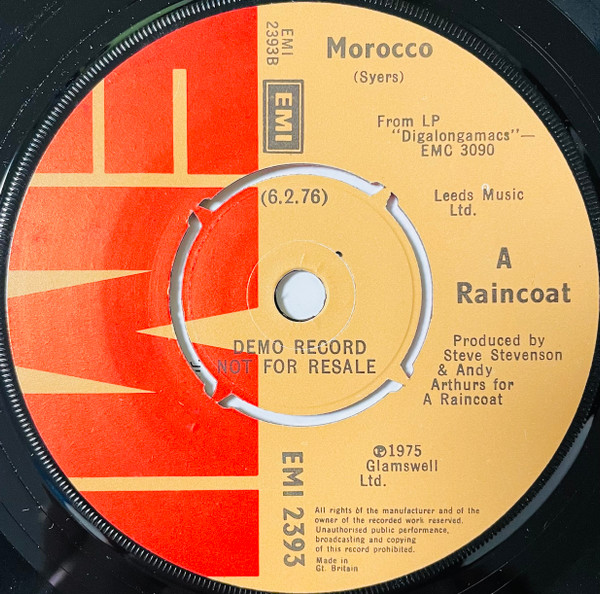 EMI
2393B
Morocco
(Syers)
EMI
From LP
"Digalongamacs"—
EMC 3090
(6.2.76)
Leeds Music
Ltd.
A
Raincoat
DEMO RECORD
NOT FOR RESALE
Produced by
Steve Stevenson
& Andy
Arthurs for
A Raincoat
℗1975
Glamswell
Ltd.
EMI 2393
All rights of the manufacturer and of the
owner of the recorded work reserved.
Unauthorised public performance,
broadcasting and copying
of this record prohibited.
Made in
Gt. Britain
EMI